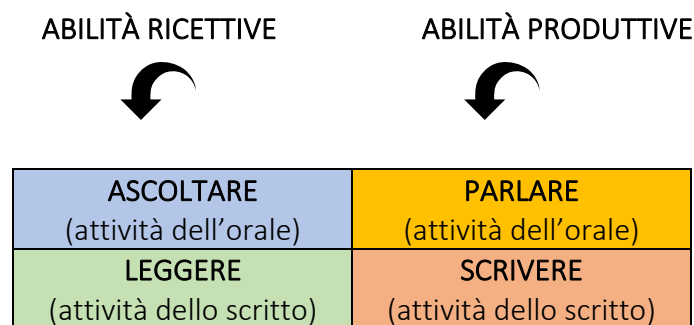 ABILITÀ RICETTIVE
ABILITÀ PRODUTTIVE
ASCOLTARE
(attività dell'orale)
PARLARE
(attività dell'orale)
LEGGERE
(attività dello scritto)
SCRIVERE
(attività dello scritto)